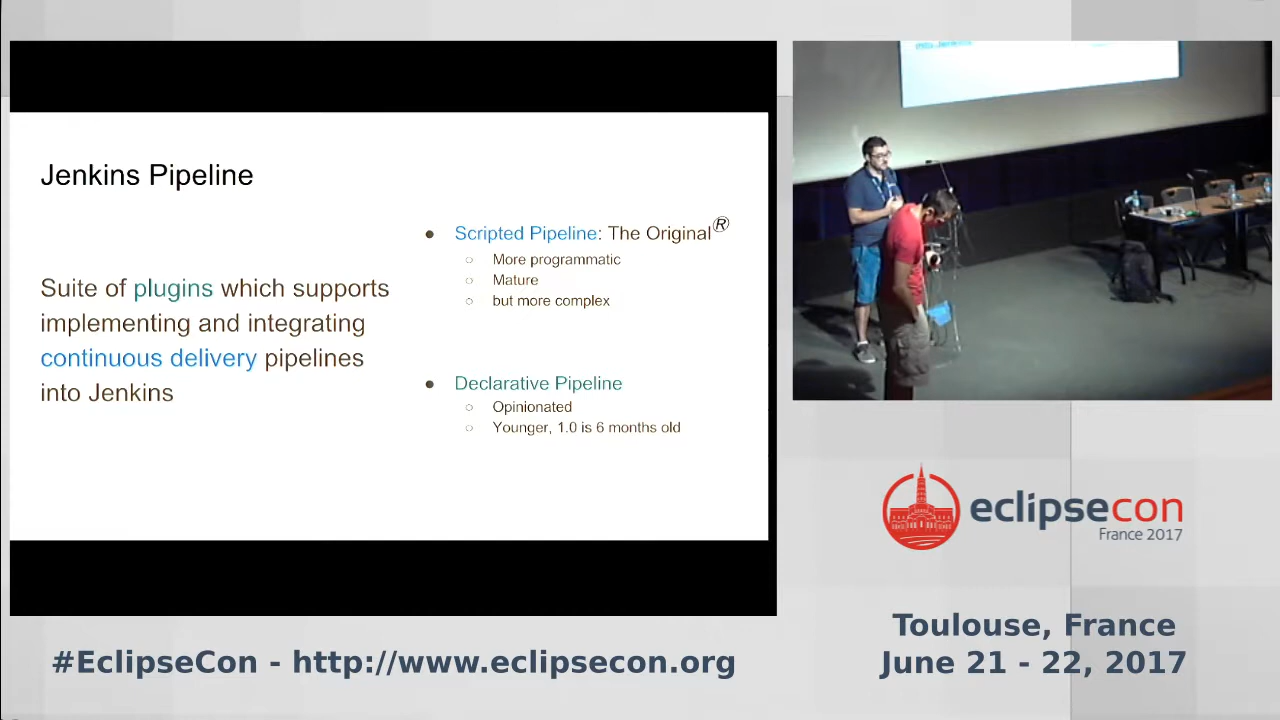 Jenkins Pipeline
Suite of plugins which supports
implementing and integrating
continuous delivery pipelines
into Jenkins
● Scripted Pipeline: The Original®
○ More programmatic
○ Mature
○ but more complex
● Declarative Pipeline
○ Opinionated
○ Younger, 1.0 is 6 months old
eclipsecon
France 2017
Toulouse, France
June 21 - 22, 2017
#EclipseCon - http://www.eclipsecon.org